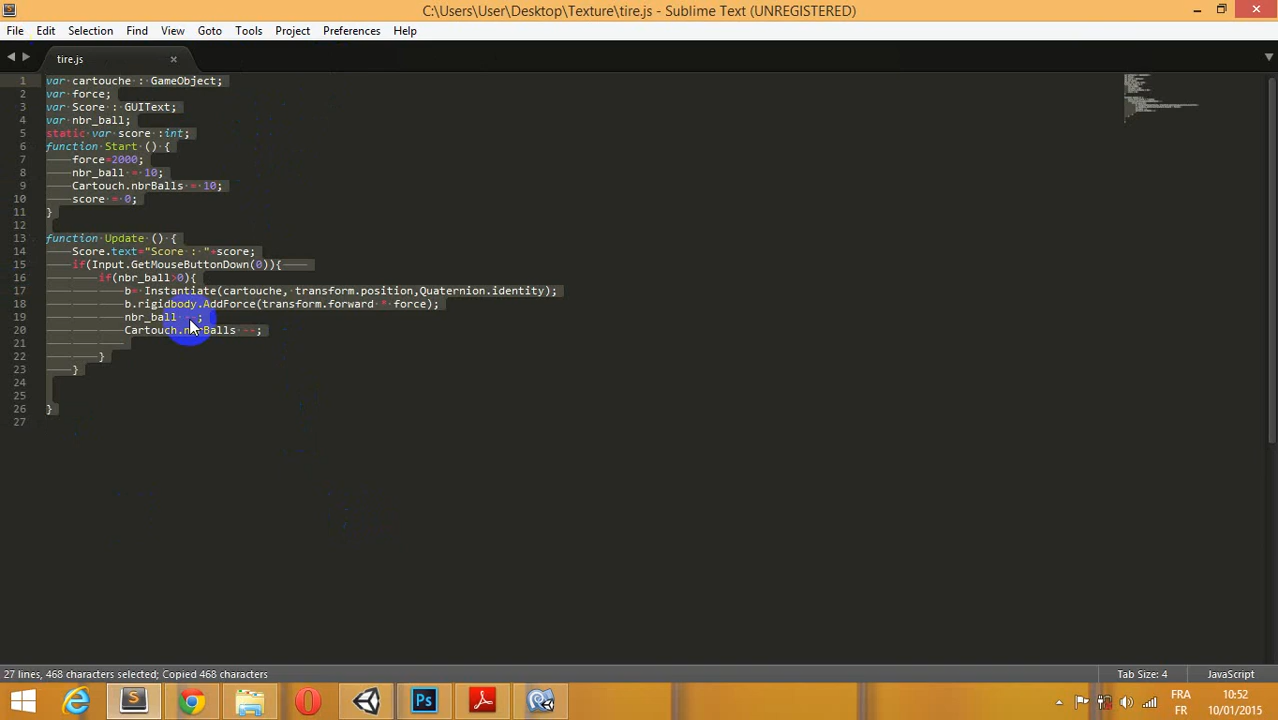 C:\Users\User\Desktop\Texture\tire.js - Sublime Text (UNREGISTERED)
File Edit Selection Find View Goto Tools Project Preferences Help
tire.js
1 var cartouche : GameObject;
2 var force;
3 var Score : GUIText;
4 var nbr_ball;
5 static var score :int;
6 function Start () {
7 force=2000;
8 nbr_ball = 10;
9 Cartouch.nbrBalls = 10;
10 score = 0;
11 }
12
13 function Update () {
14 Score.text="Score : "+score;
15 if(Input.GetMouseButtonDown(0)){
16 if(nbr_ball>0){
17 b= Instantiate(cartouche, transform.position,Quaternion.identity);
18 b.rigidbody.AddForce(transform.forward * force);
19 nbr_ball --;
20 Cartouch.nbrBalls --;
21
22 }
23 }
24
25
26 }
27
27 lines, 468 characters selected; Copied 468 characters
Tab Size: 4 JavaScript
FRA 10:52
FR 10/01/2015